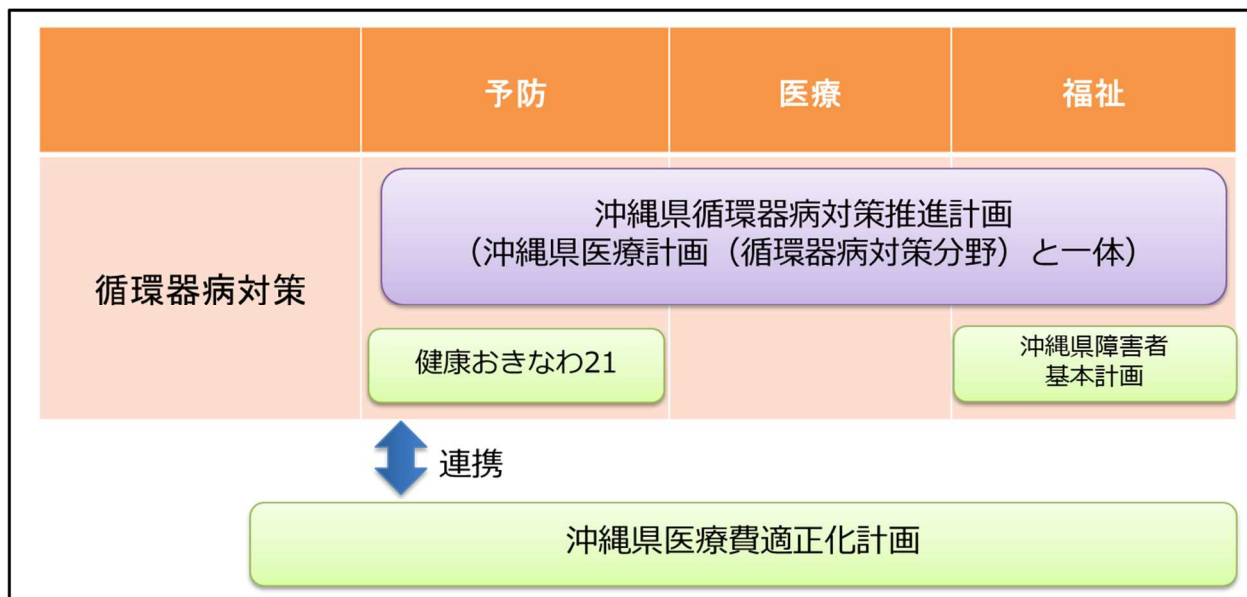 予防
医療
福祉
循環器病対策
沖縄県循環器病対策推進計画
（沖縄県医療計画（循環器病対策分野）と一体）
健康おきなわ21
沖縄県障害者
基本計画
連携
沖縄県医療費適正化計画